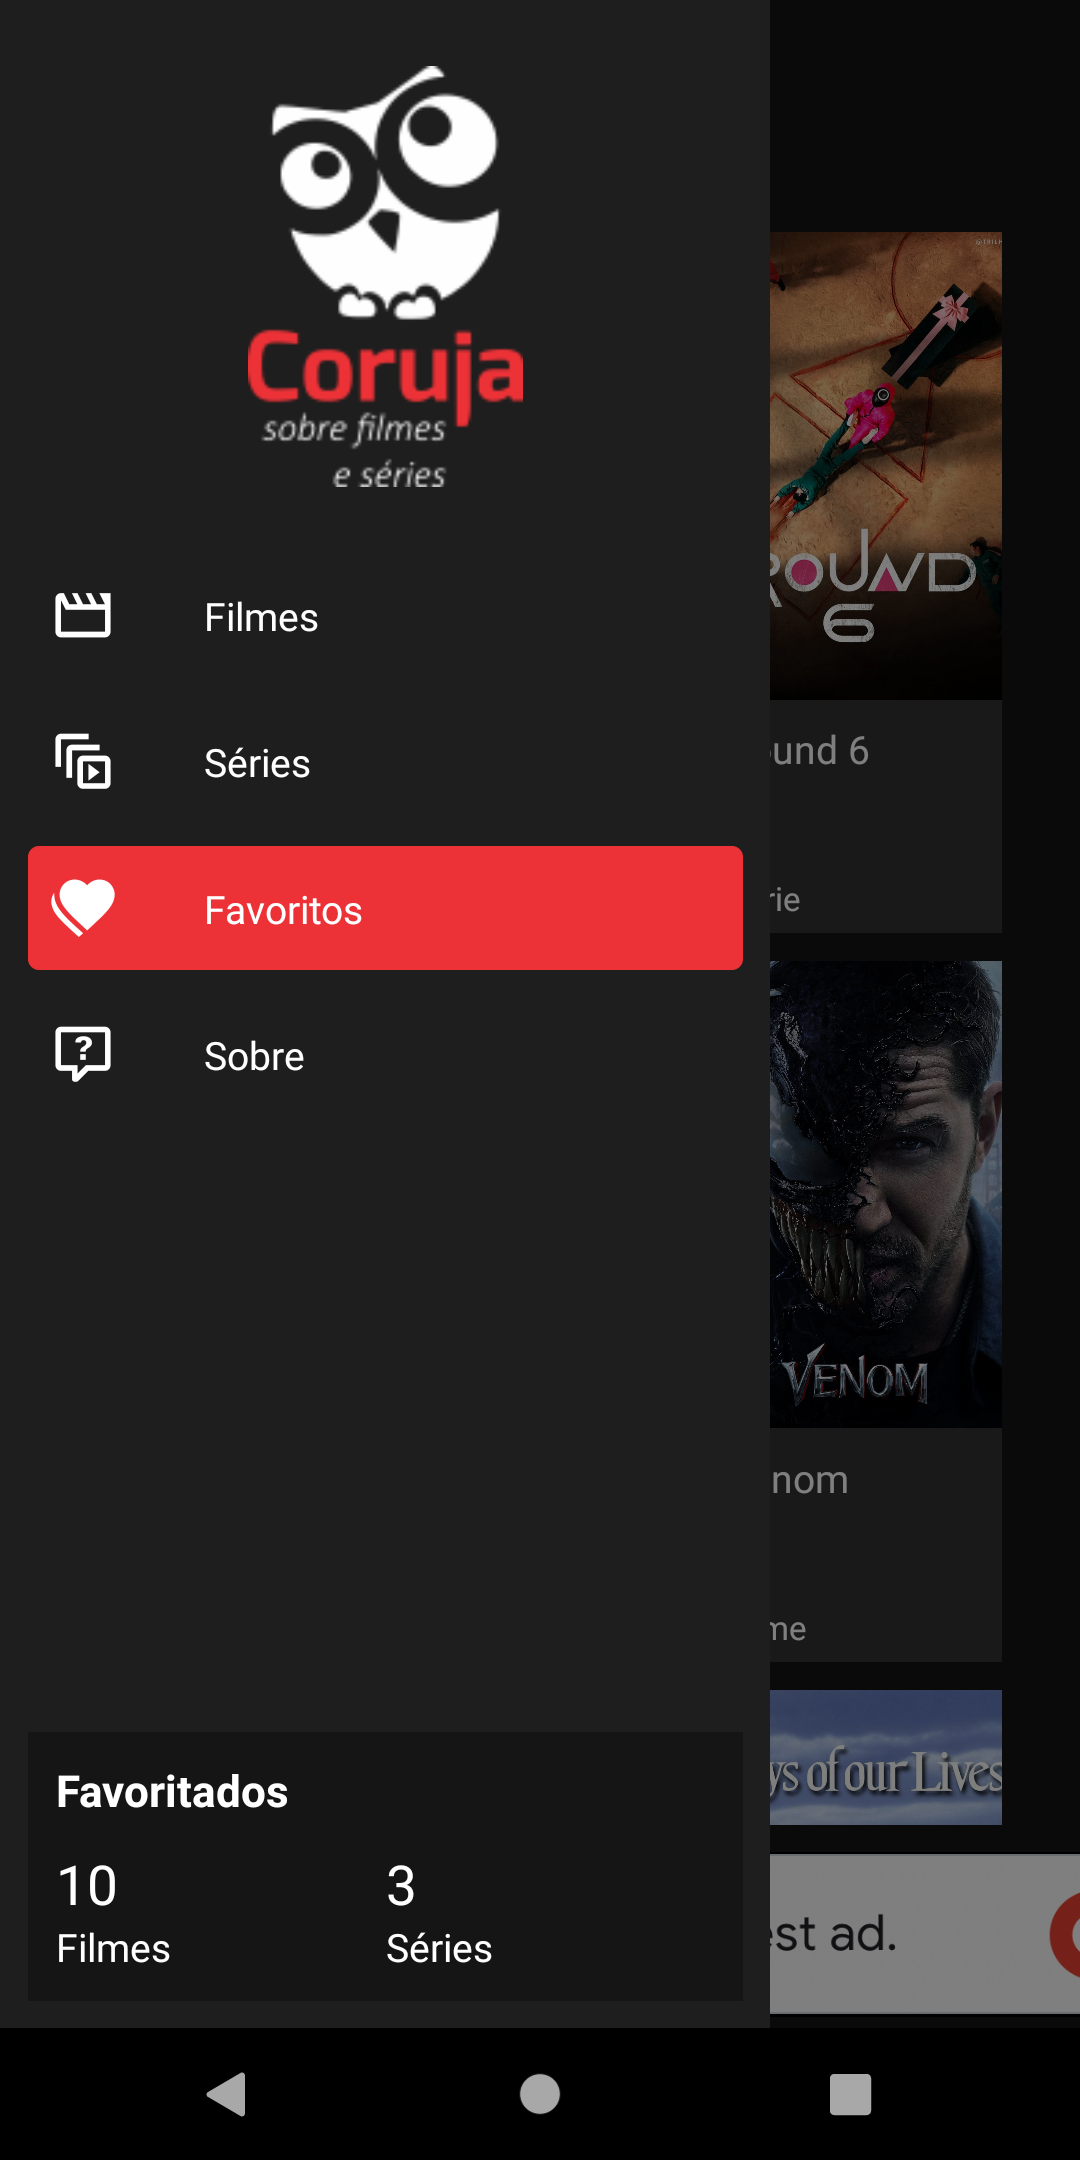 Coruja
sobre filmes
e séries
Filmes
Séries
Favoritos
Sobre
Favoritados
10
3
Filmes
Séries
ROUND
6
und 6
rie
VENOM
nom
me
ys of our Lives
est ad.